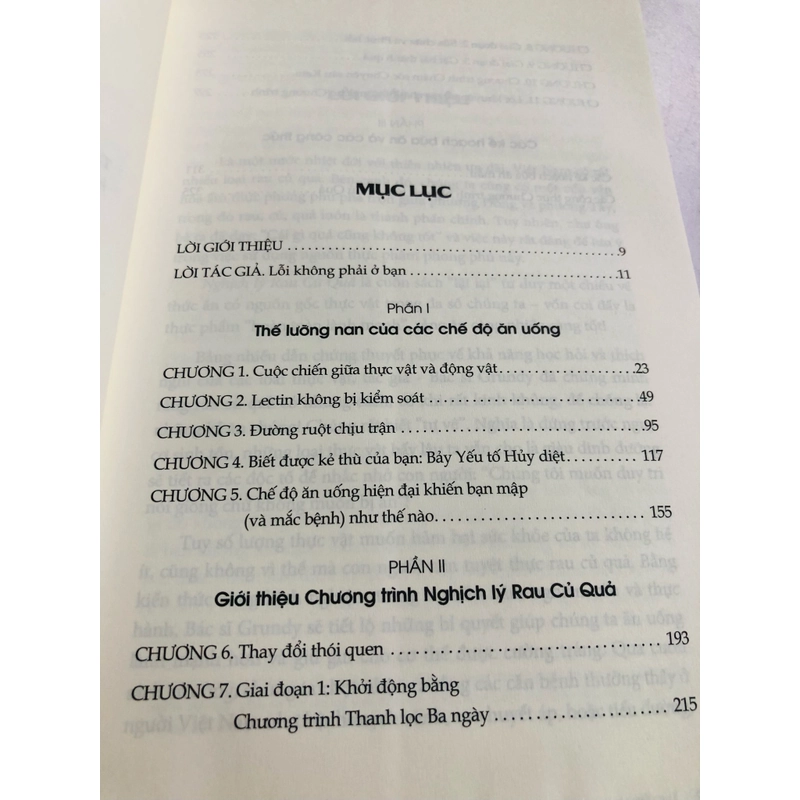 MỤC LỤC
LỜI GIỚI THIỆU ........................................ 9
LỜI TÁC GIẢ. Lỗi không phải ở bạn ........................ 11
Phần I
Thế lưỡng nan của các chế độ ăn uống
CHƯƠNG 1. Cuộc chiến giữa thực vật và động vật ................ 23
CHƯƠNG 2. Lectin không bị kiểm soát ........................ 49
CHƯƠNG 3. Đường ruột chịu trận ........................ 95
CHƯƠNG 4. Biết được kẻ thù của bạn: Bảy Yếu tố Hủy diệt ........ 117
CHƯƠNG 5. Chế độ ăn uống hiện đại khiến bạn mập
(và mắc bệnh) như thế nào ........................ 155
PHẦN II
Giới thiệu Chương trình Nghịch lý Rau Củ Quả
CHƯƠNG 6. Thay đổi thói quen ........................ 193
CHƯƠNG 7. Giai đoạn 1: Khởi động bằng
Chương trình Thanh lọc Ba ngày ........................ 215